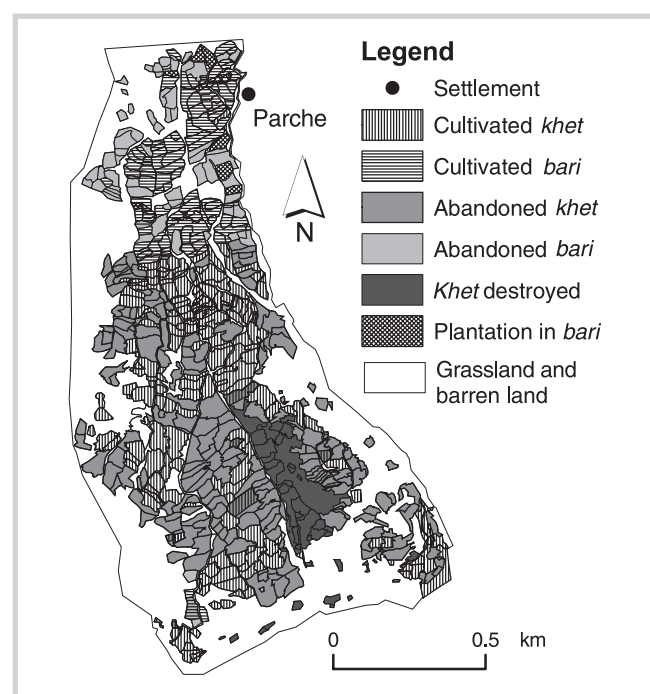 Legend
Settlement
Parche
Cultivated khet
Cultivated bari
Abandoned khet
N
Abandoned bari
Khet destroyed
Plantation in bari
Grassland and
barren land
0 0.5 km